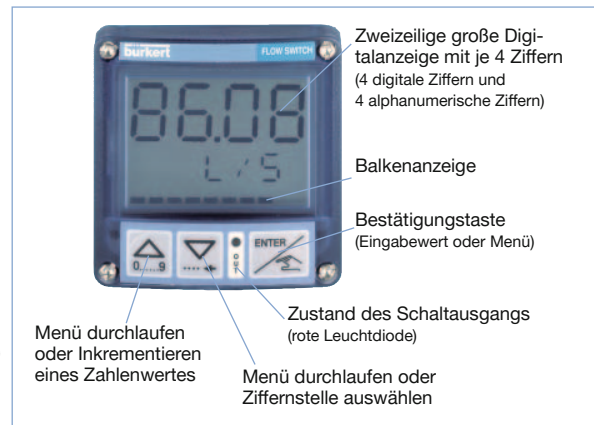 burkert
FLOW SWITCH
86.08
L/S
0......9
ENTER
OUT
Zweizeilige große Digi-
talanzeige mit je 4 Ziffern
(4 digitale Ziffern und
4 alphanumerische Ziffern)
Balkenanzeige
Bestätigungstaste
(Eingabewert oder Menü)
Zustand des Schaltausgangs
(rote Leuchtdiode)
Menü durchlaufen
oder Inkrementieren
eines Zahlenwertes
Menü durchlaufen oder
Ziffernstelle auswählen